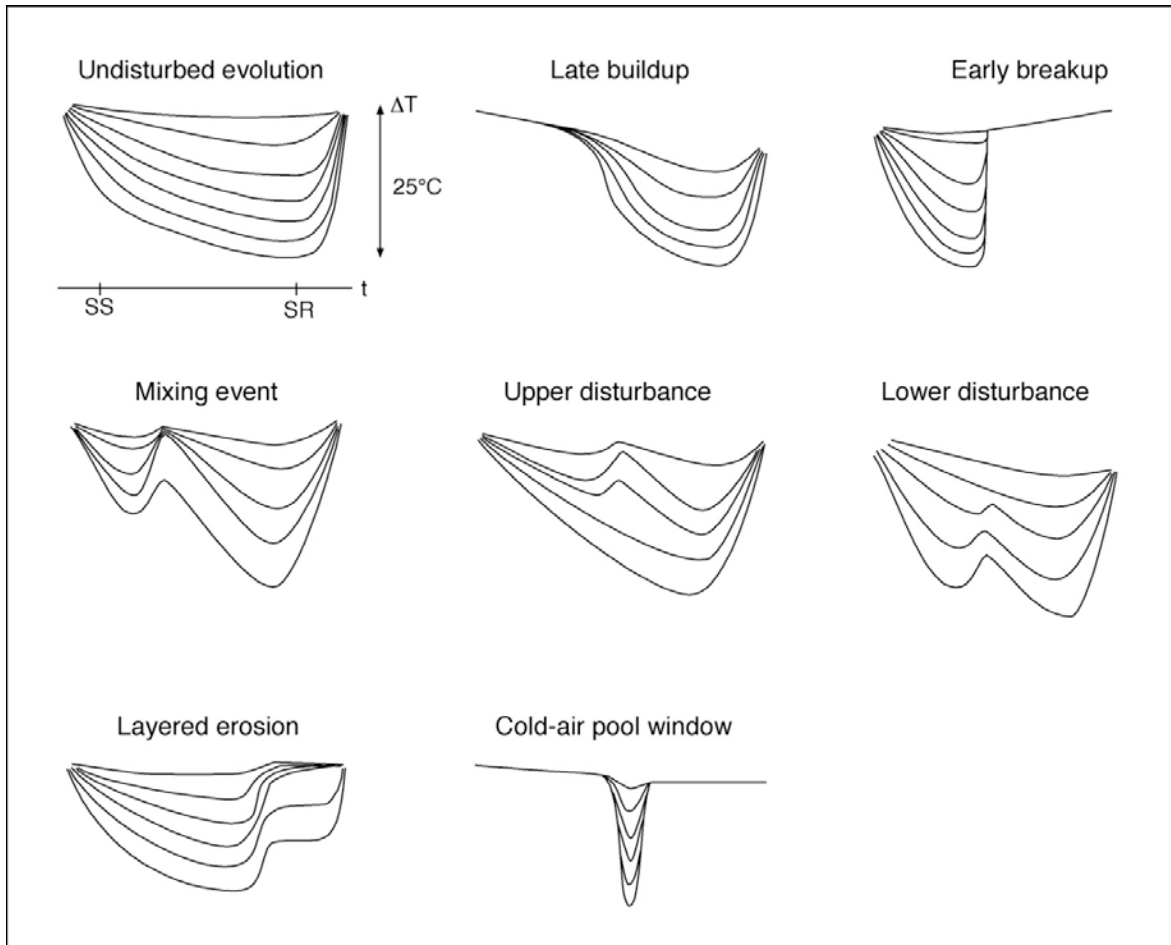 Undisturbed evolution
Late buildup
Early breakup
ΔT
25°C
t
SS
SR
Mixing event
Upper disturbance
Lower disturbance
Layered erosion
Cold-air pool window